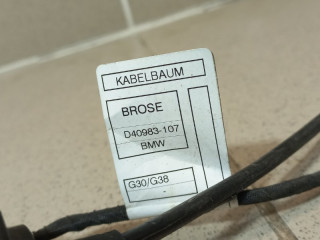 KABELBAUM
BROSE
D40983-107
BMW
G30/G38